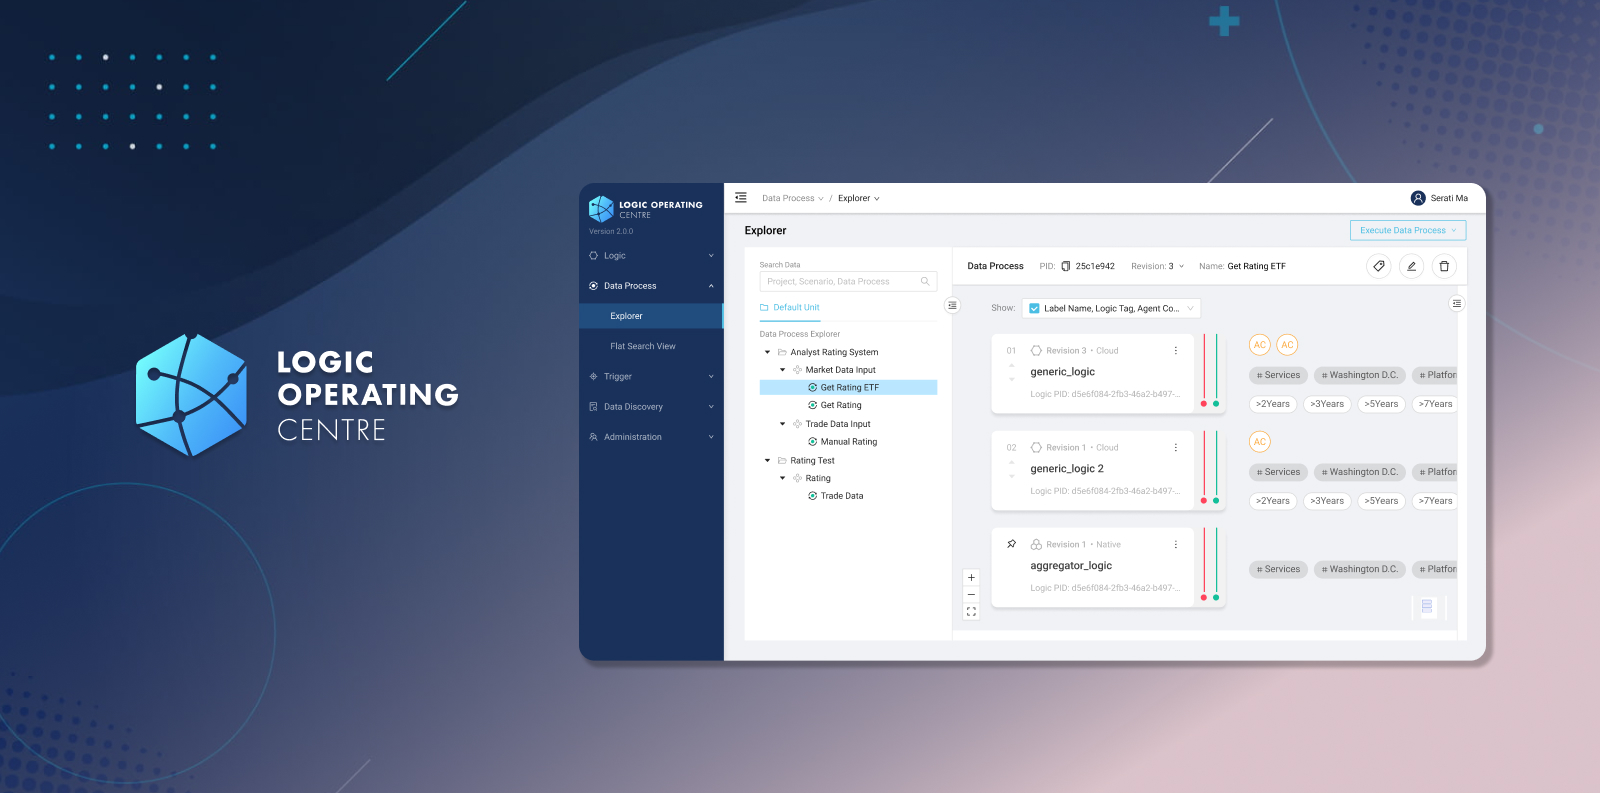 LOGIC
OPERATING
CENTRE
LOGIC OPERATING
CENTRE
Version 2.0.0
Logic
Data Process
Explorer
Flat Search View
Trigger
Data Discovery
Administration
Data Process / Explorer
Serati Ma
Explorer
Execute Data Process
Search Data
Project, Scenario, Data Process
Default Unit
Data Process Explorer
Analyst Rating System
Market Data Input
Get Rating ETF
Get Rating
Trade Data Input
Manual Rating
Rating Test
Rating
Trade Data
Data Process PID: 25c1e942 Revision: 3 Name: Get Rating ETF
Show: Label Name, Logic Tag, Agent Co...
01 Revision 3 • Cloud
generic_logic
Logic PID: d5e6f084-2fb3-46a2-b497-...
AC AC
# Services # Washington D.C. # Platfor
>2Years >3Years >5Years >7Years
02 Revision 1 • Cloud
generic_logic 2
Logic PID: d5e6f084-2fb3-46a2-b497-...
AC
# Services # Washington D.C. # Platfor
>2Years >3Years >5Years >7Years
Revision 1 • Native
aggregator_logic
Logic PID: d5e6f084-2fb3-46a2-b497-...
# Services # Washington D.C. # Platfor